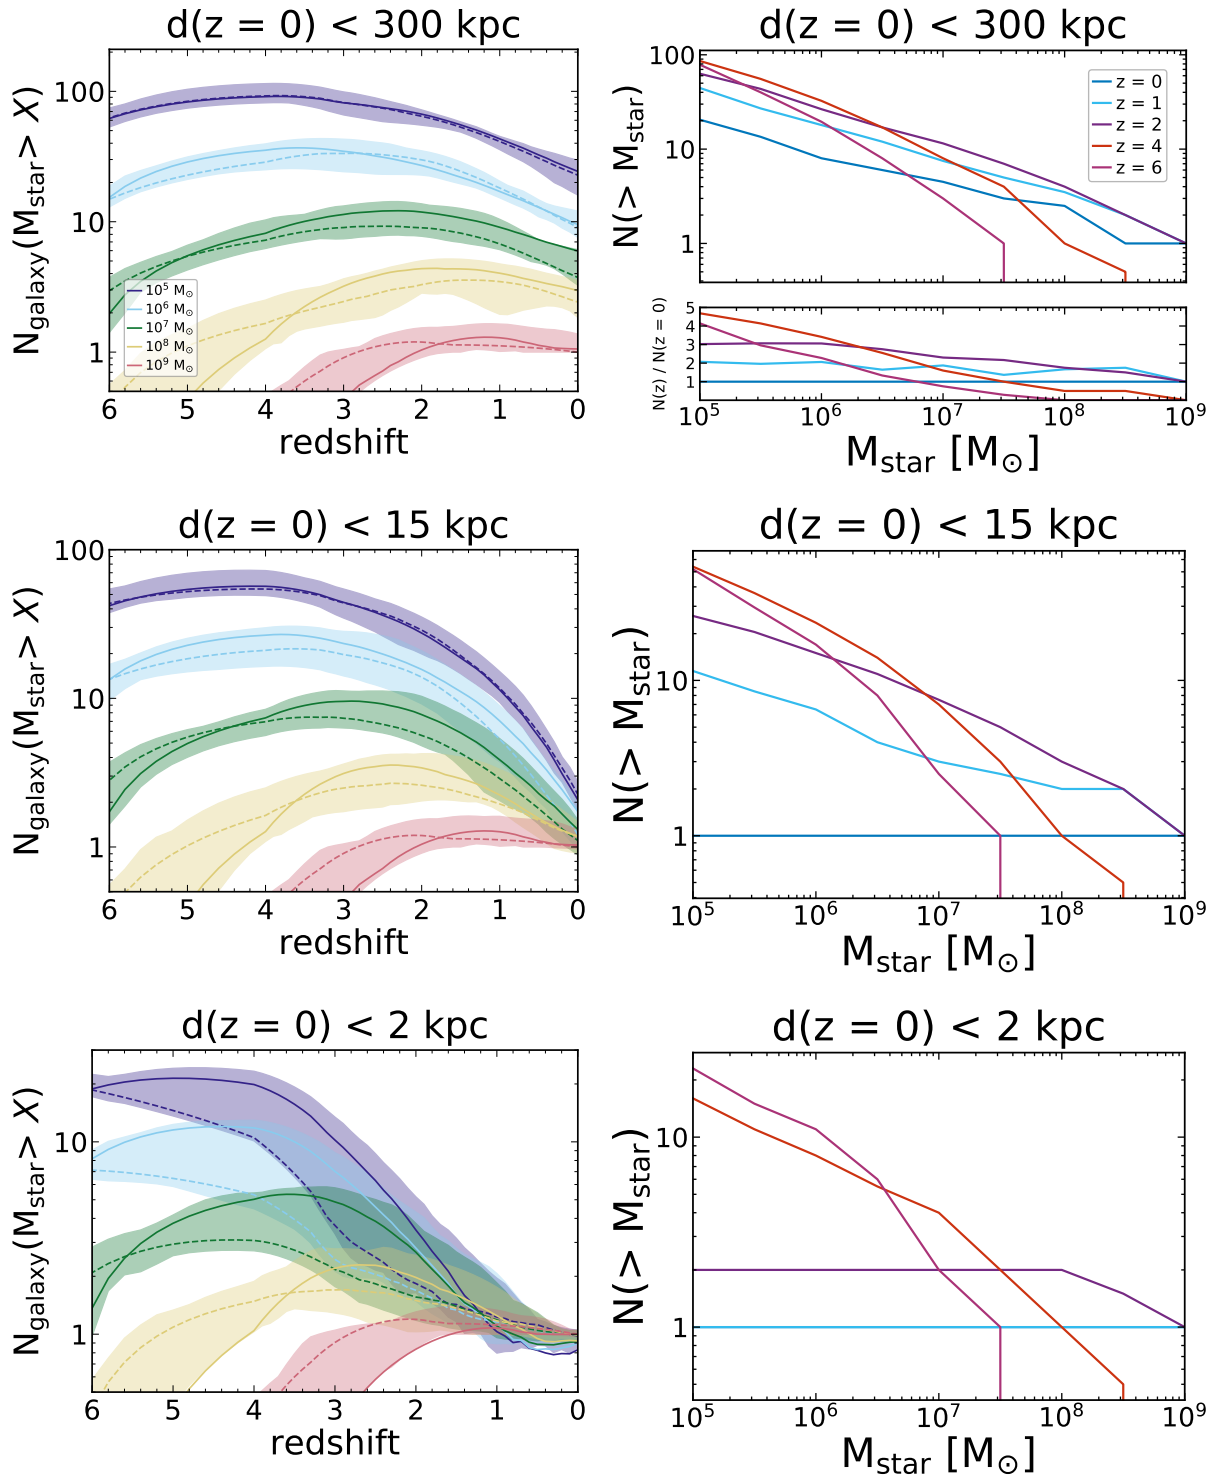 d(z = 0) < 300 kpc
N_galaxy(M_star > X)
100
10
1
10^5 M_⊙
10^6 M_⊙
10^7 M_⊙
10^8 M_⊙
10^9 M_⊙
6 5 4 3 2 1 0
redshift
d(z = 0) < 300 kpc
N(> M_star)
100
10
1
z = 0
z = 1
z = 2
z = 4
z = 6
N(z) / N(z = 0)
5
4
3
2
1
10^5 10^6 10^7 10^8 10^9
M_star [M_⊙]
d(z = 0) < 15 kpc
N_galaxy(M_star > X)
100
10
1
6 5 4 3 2 1 0
redshift
d(z = 0) < 15 kpc
N(> M_star)
10
1
10^5 10^6 10^7 10^8 10^9
M_star [M_⊙]
d(z = 0) < 2 kpc
N_galaxy(M_star > X)
10
1
6 5 4 3 2 1 0
redshift
d(z = 0) < 2 kpc
N(> M_star)
10
1
10^5 10^6 10^7 10^8 10^9
M_star [M_⊙]